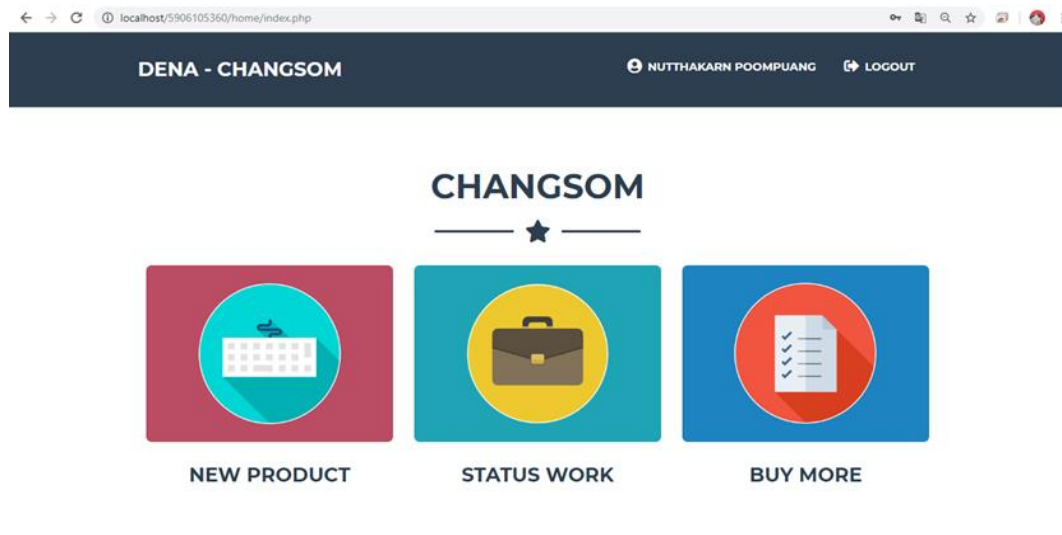 localhost/5906105360/home/index.php
DENA - CHANGSOM
NUTTHAKARN POOMPUANG LOGOUT
CHANGSOM
NEW PRODUCT STATUS WORK BUY MORE